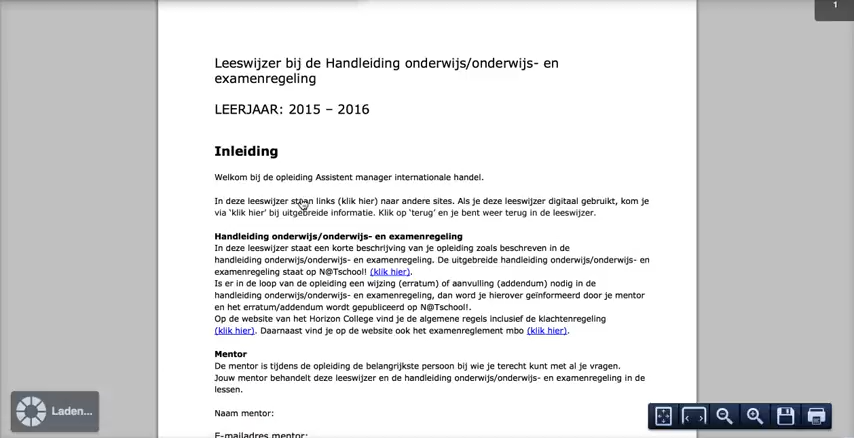 1
Leeswijzer bij de Handleiding onderwijs/onderwijs- en
examenregeling
LEERJAAR: 2015 – 2016
Inleiding
Welkom bij de opleiding Assistent manager internationale handel.
In deze leeswijzer staan links (klik hier) naar andere sites. Als je deze leeswijzer digitaal gebruikt, kom je
via ‘klik hier’ bij uitgebreide informatie. Klik op ‘terug’ en je bent weer terug in de leeswijzer.
Handleiding onderwijs/onderwijs- en examenregeling
In deze leeswijzer staat een korte beschrijving van je opleiding zoals beschreven in de
handleiding onderwijs/onderwijs- en examenregeling. De uitgebreide handleiding onderwijs/onderwijs- en
examenregeling staat op N@Tschool! (klik hier).
Is er in de loop van de opleiding een wijzing (erratum) of aanvulling (addendum) nodig in de
handleiding onderwijs/onderwijs- en examenregeling, dan word je hierover geïnformeerd door je mentor
en het erratum/addendum wordt gepubliceerd op N@Tschool!.
Op de website van het Horizon College vind je de algemene regels inclusief de klachtenregeling
(klik hier). Daarnaast vind je op de website ook het examenreglement mbo (klik hier).
Mentor
De mentor is tijdens de opleiding de belangrijkste persoon bij wie je terecht kunt met al je vragen.
Jouw mentor behandelt deze leeswijzer en de handleiding onderwijs/onderwijs- en examenregeling in de
lessen.
Naam mentor:
E-mailadres mentor:
Laden...